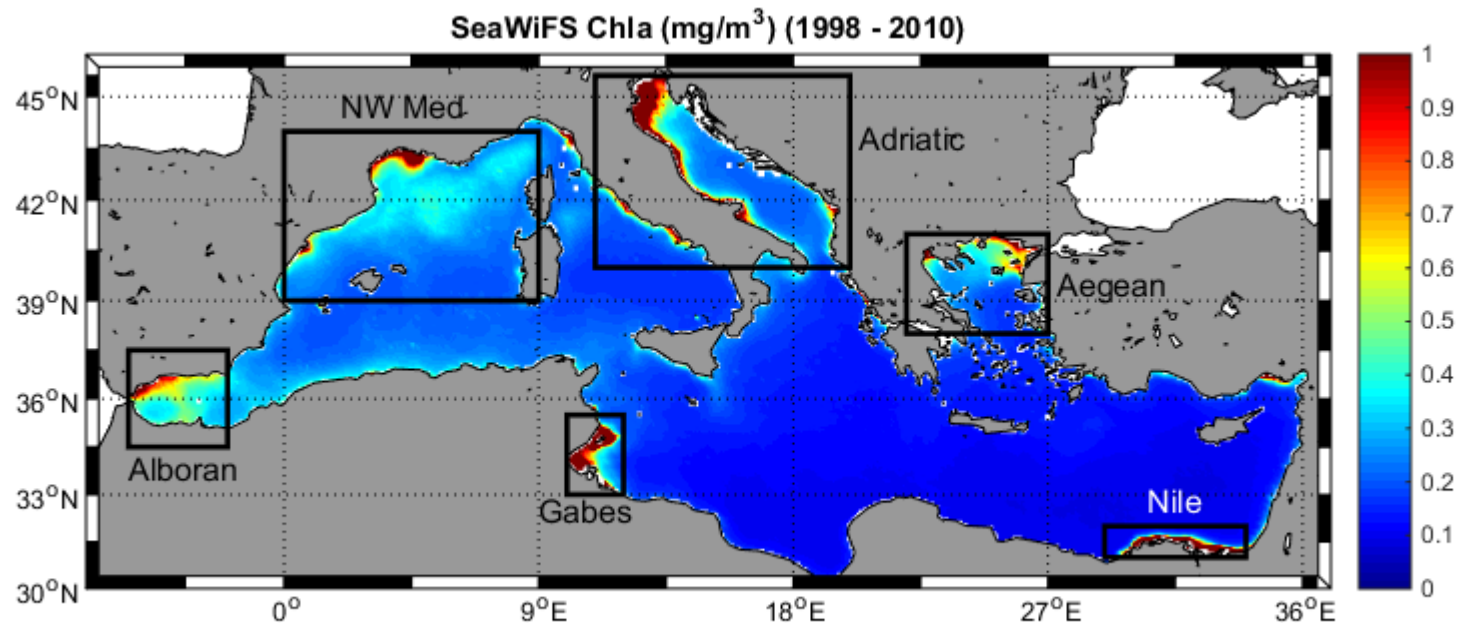 SeaWiFS Chla (mg/m³) (1998 - 2010)
45°N
42°N
39°N
36°N
33°N
30°N
NW Med
Adriatic
Aegean
Alboran
Gabes
Nile
0°
9°E
18°E
27°E
36°E
1
0.9
0.8
0.7
0.6
0.5
0.4
0.3
0.2
0.1
0